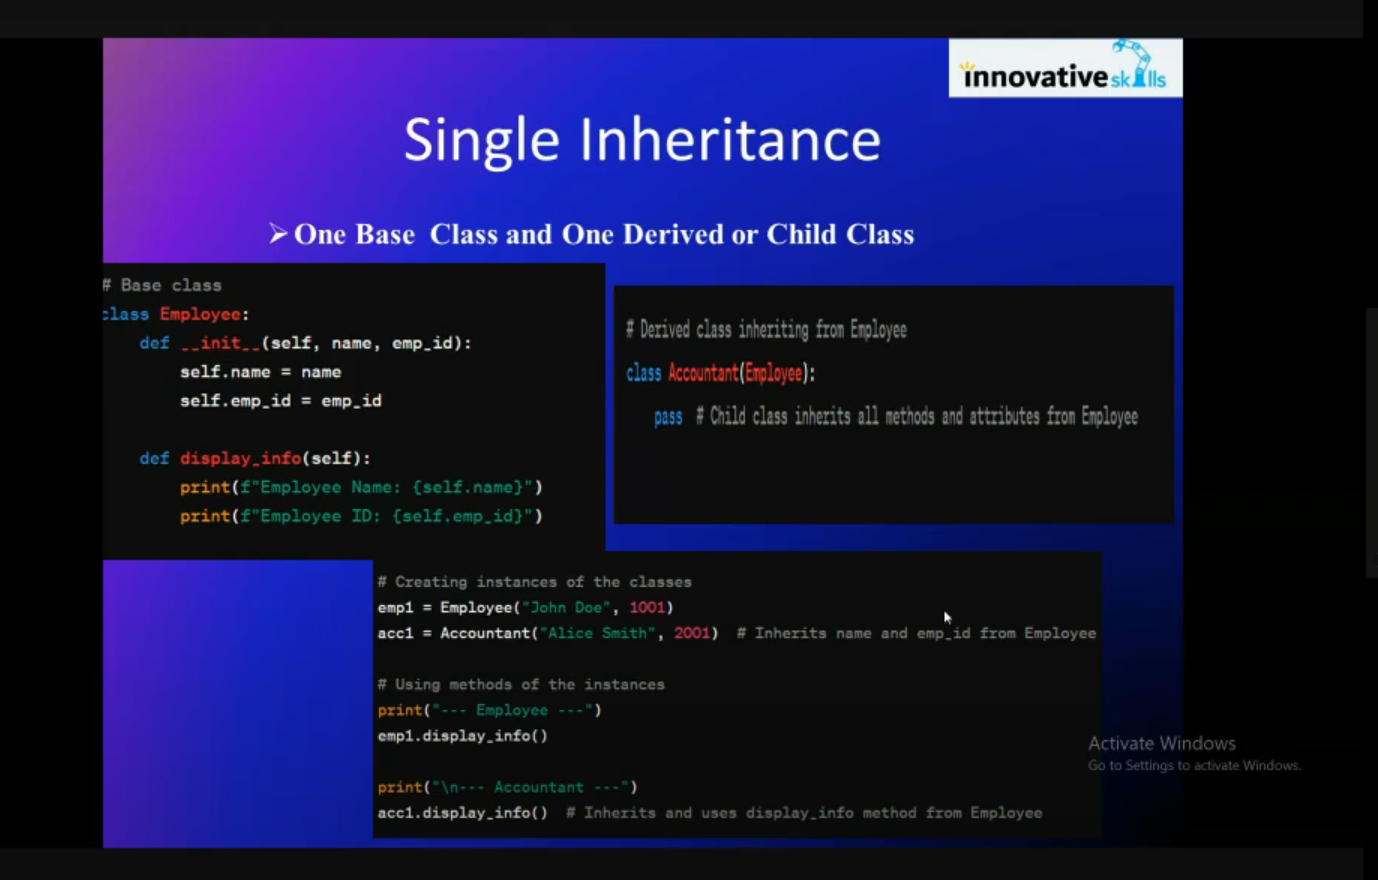 innovative skills
Single Inheritance
➢ One Base Class and One Derived or Child Class
# Base class
class Employee:
    def __init__(self, name, emp_id):
        self.name = name
        self.emp_id = emp_id

    def display_info(self):
        print(f"Employee Name: {self.name}")
        print(f"Employee ID: {self.emp_id}")
# Derived class inheriting from Employee
class Accountant(Employee):
    pass # Child class inherits all methods and attributes from Employee
# Creating instances of the classes
emp1 = Employee("John Doe", 1001)
acc1 = Accountant("Alice Smith", 2001)  # Inherits name and emp_id from Employee

# Using methods of the instances
print("--- Employee ---")
emp1.display_info()

print("\n--- Accountant ---")
acc1.display_info()  # Inherits and uses display_info method from Employee
Activate Windows
Go to Settings to activate Windows.